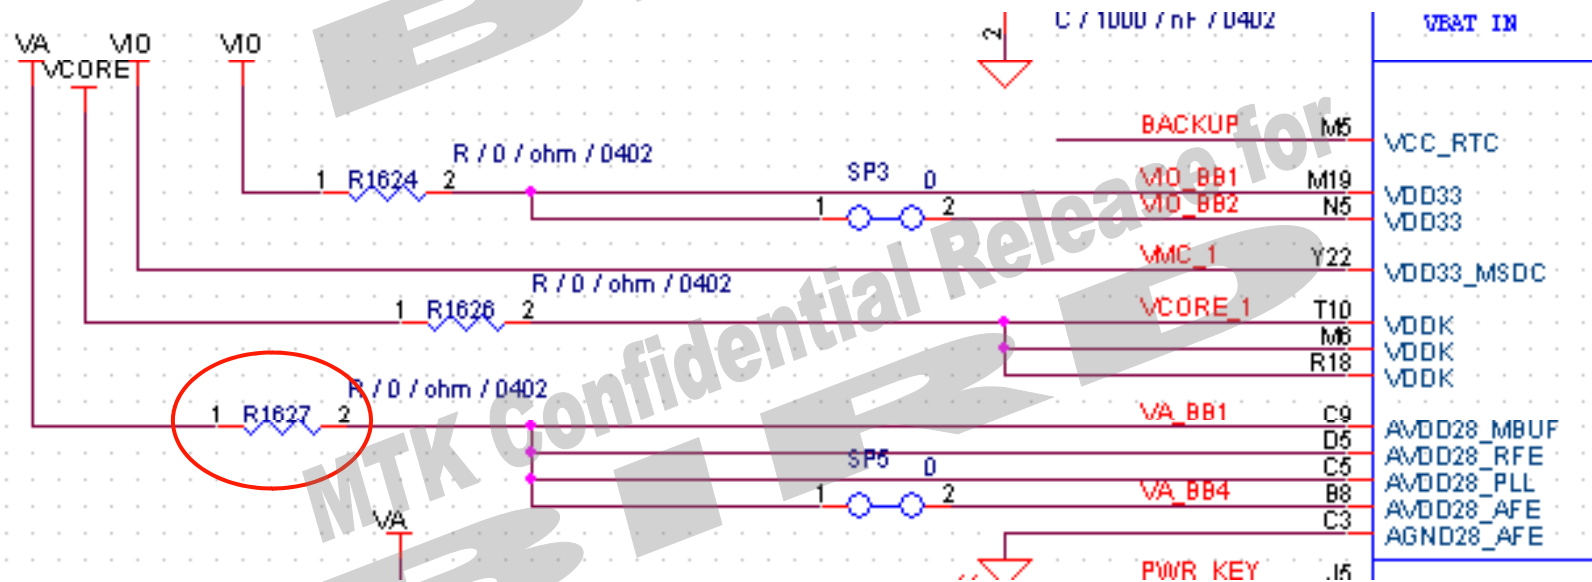 C / 1000 / nF / 0402
VBAT IN
VA
VIO
VIO
VCORE
2
BACKUP
M5
VCC_RTC
R / 0 / ohm / 0402
1 R1624 2
SP3
0
VIO_BB1
M19
VDD33
1
2
VIO_BB2
N5
VDD33
VMC_1
Y22
VDD33_MSDC
R / 0 / ohm / 0402
1 R1626 2
VCORE_1
T10
VDDK
M6
VDDK
R18
VDDK
R / 0 / ohm / 0402
1 R1627 2
VA_BB1
C9
AVDD28_MBUF
D5
AVDD28_RFE
SP5
0
C5
AVDD28_PLL
1
2
VA_BB4
B8
AVDD28_AFE
C3
AGND28_AFE
VA
PWR_KEY
J5
MTK Confidential Release for
BIRD